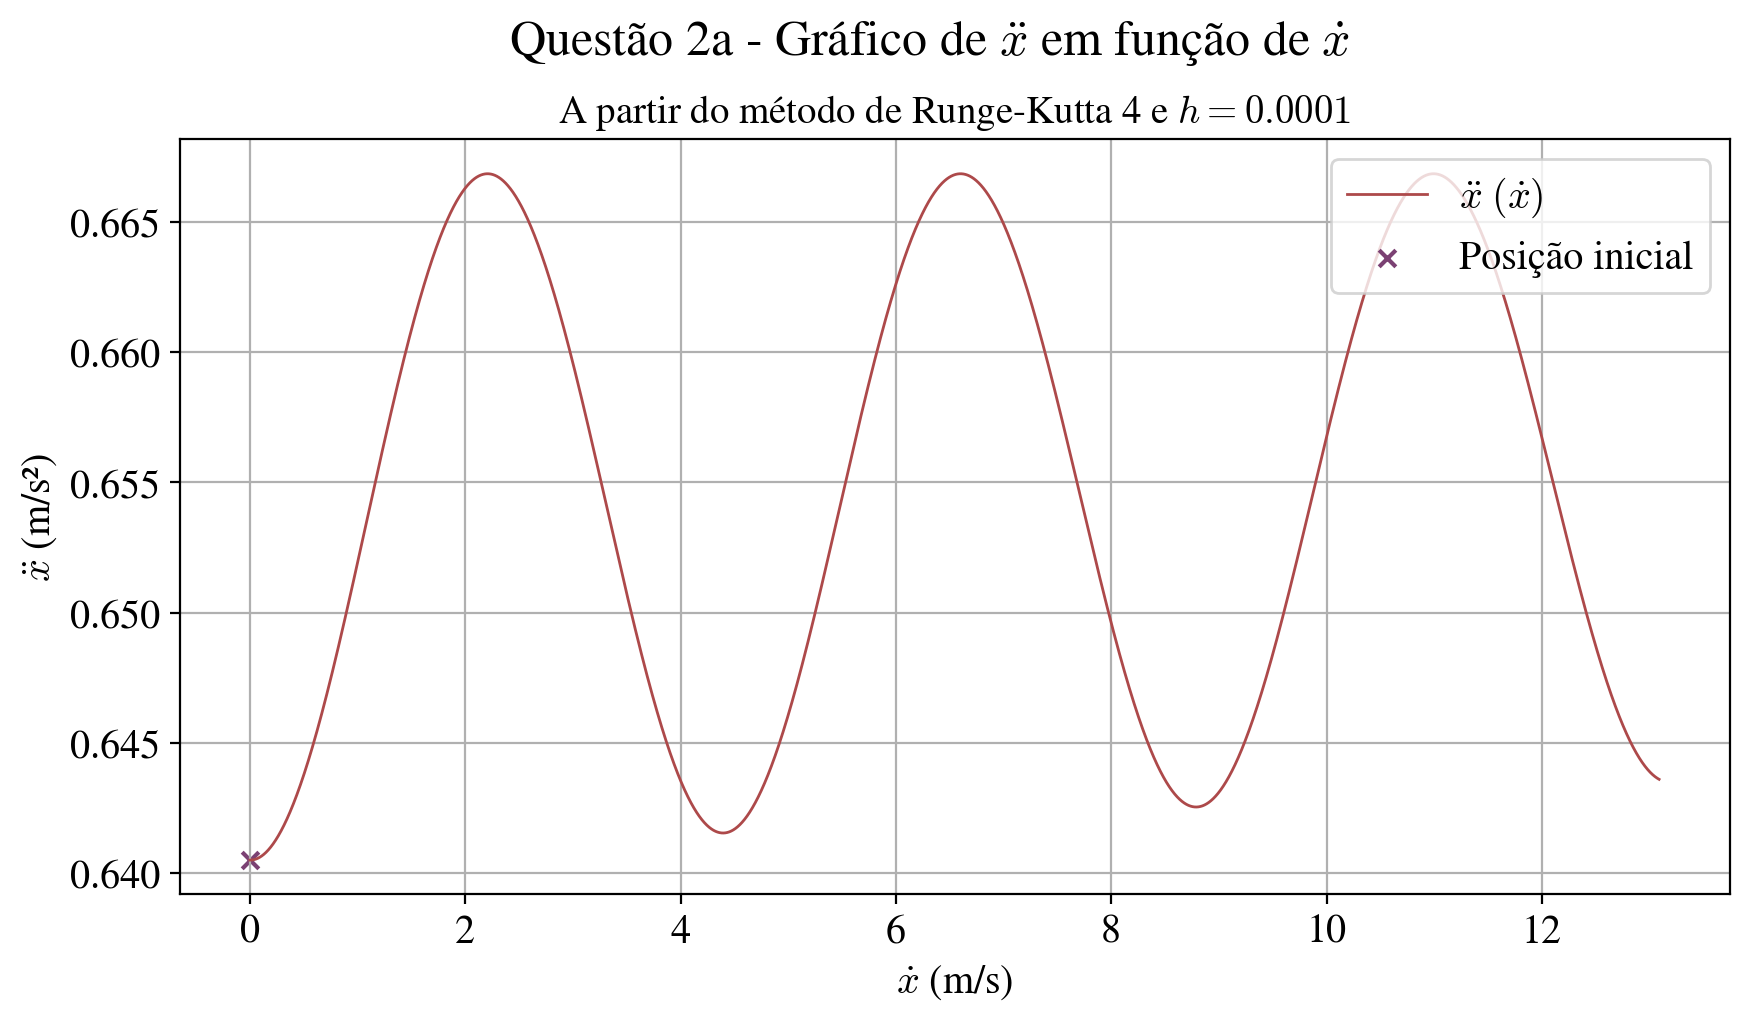 Questão 2a - Gráfico de ẍ em função de ẋ
A partir do método de Runge-Kutta 4 e h = 0.0001
ẍ (ẋ)
Posição inicial
0.665
0.660
0.655
0.650
0.645
0.640
ẍ (m/s²)
0 2 4 6 8 10 12
ẋ (m/s)